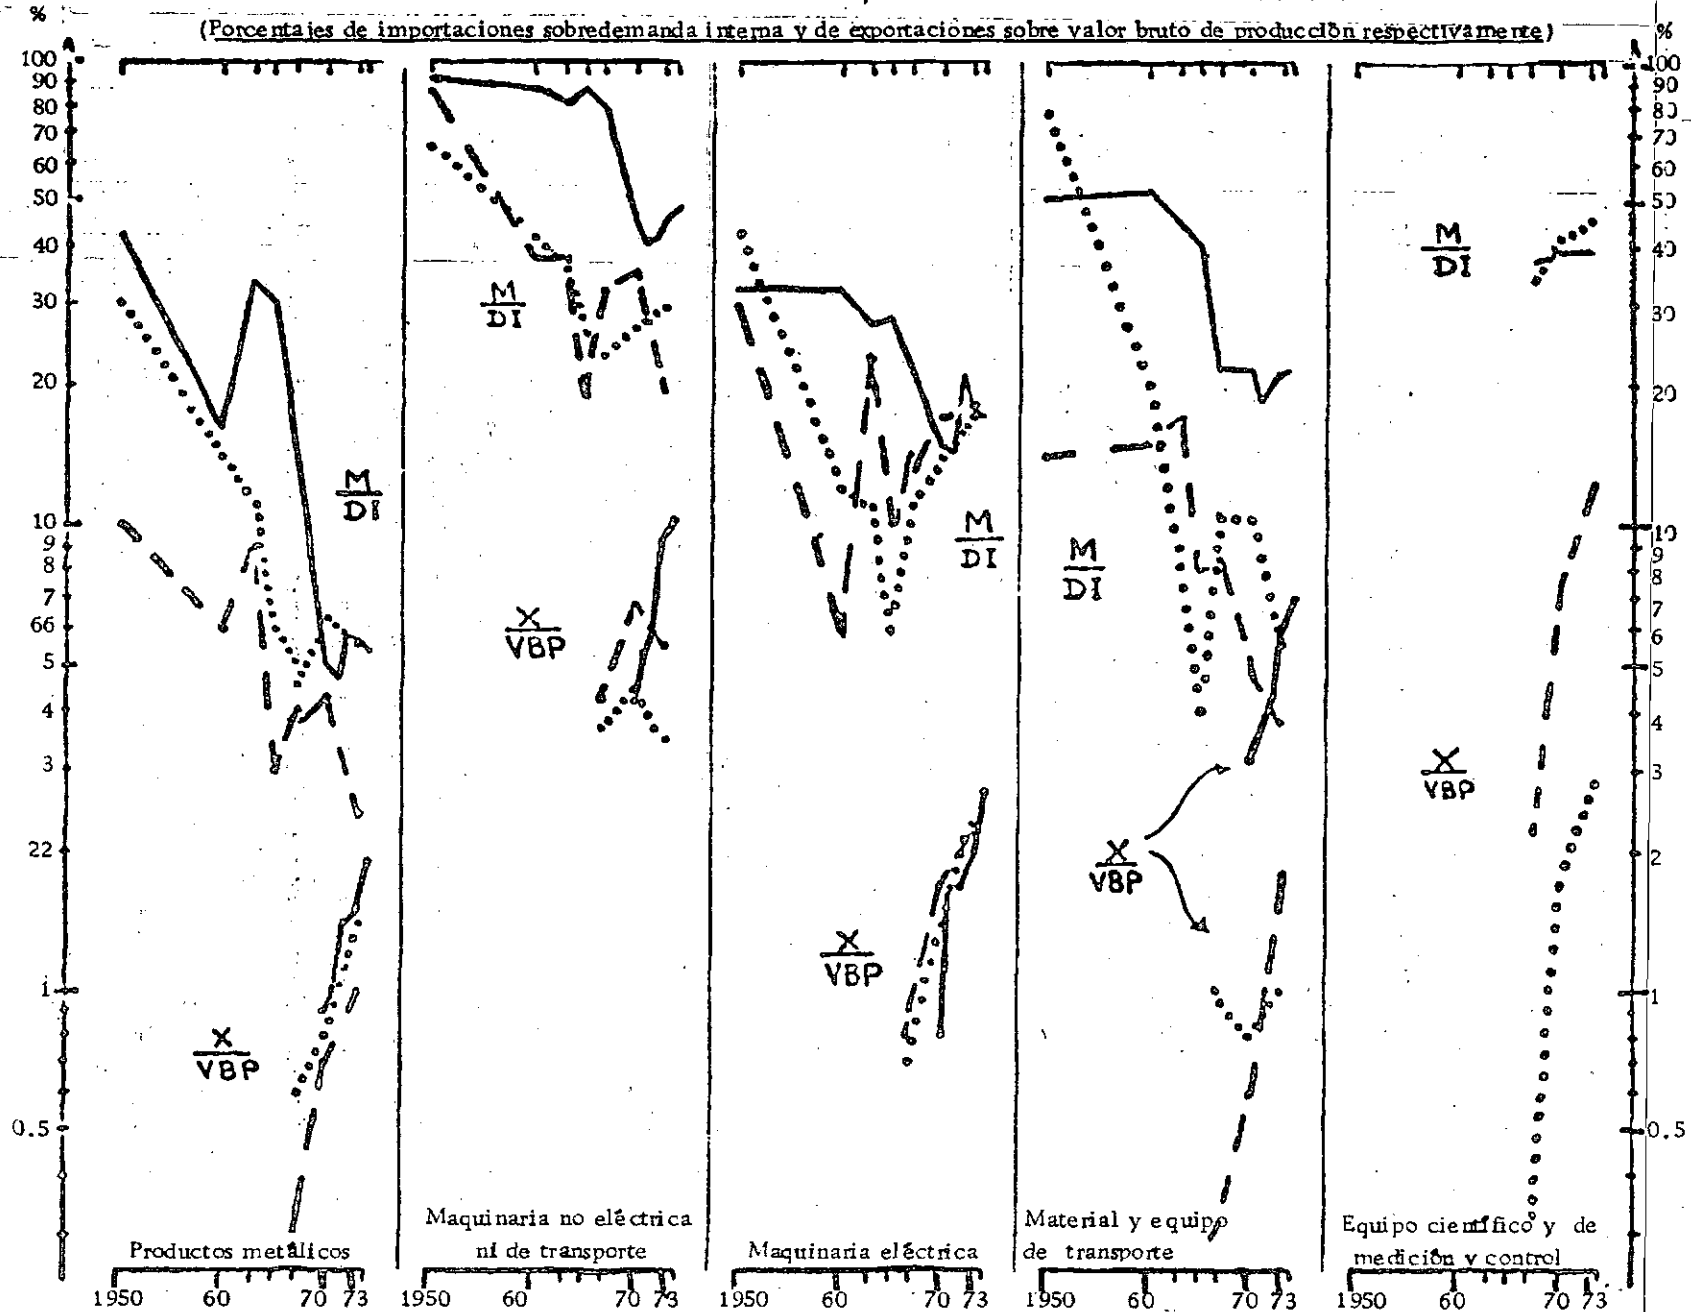 %
(Porcentajes de importaciones sobredemanda interna y de exportaciones sobre valor bruto de producción respectivamente)
%
100
90
80
70
60
50
40
30
20
10
9
8
7
66
5
4
3
22
1
0.5
M
DI
X
VBP
Productos metálicos
1950 60 70 73
M
DI
X
VBP
Maquinaria no eléctrica
ni de transporte
1950 60 70 73
M
DI
X
VBP
Maquinaria eléctrica
1950 60 70 73
M
DI
X
VBP
Material y equipo
de transporte
1950 60 70 73
M
DI
X
VBP
Equipo científico y de
medición y control
1950 60 70 73
100
90
80
70
60
50
40
30
20
10
9
8
7
6
5
4
3
2
1
0.5